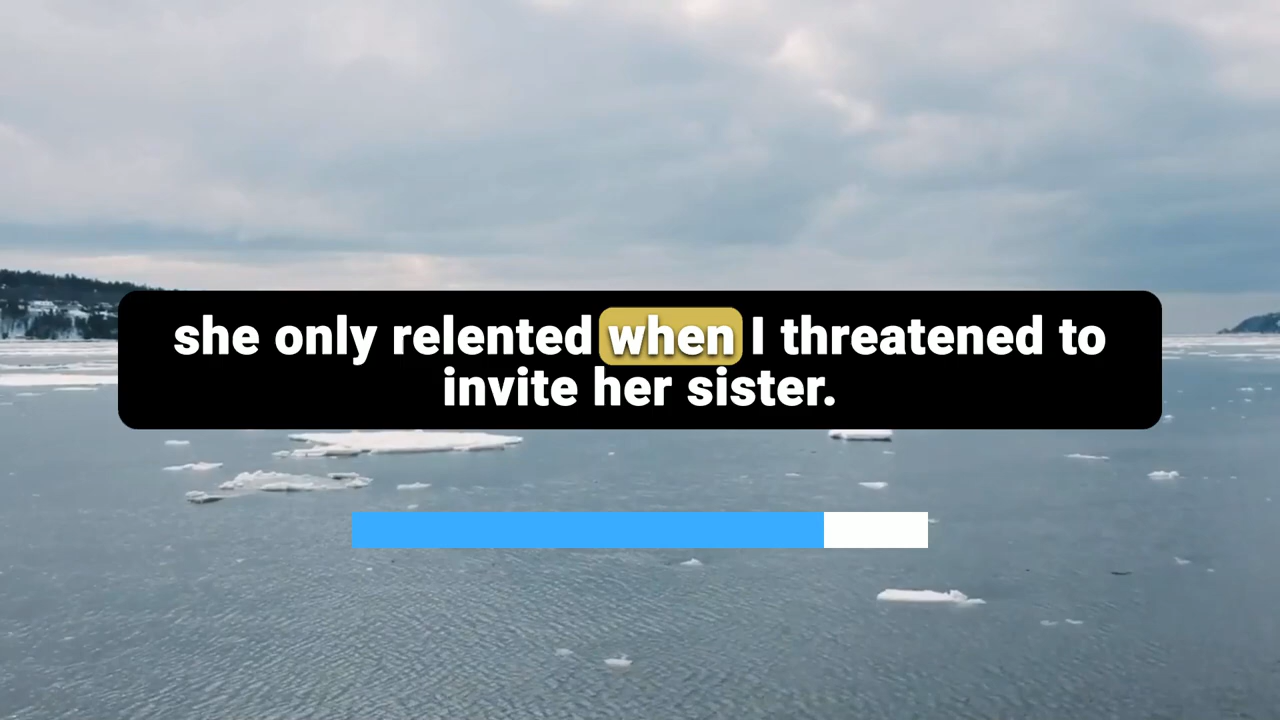 she only relented when I threatened to
invite her sister.